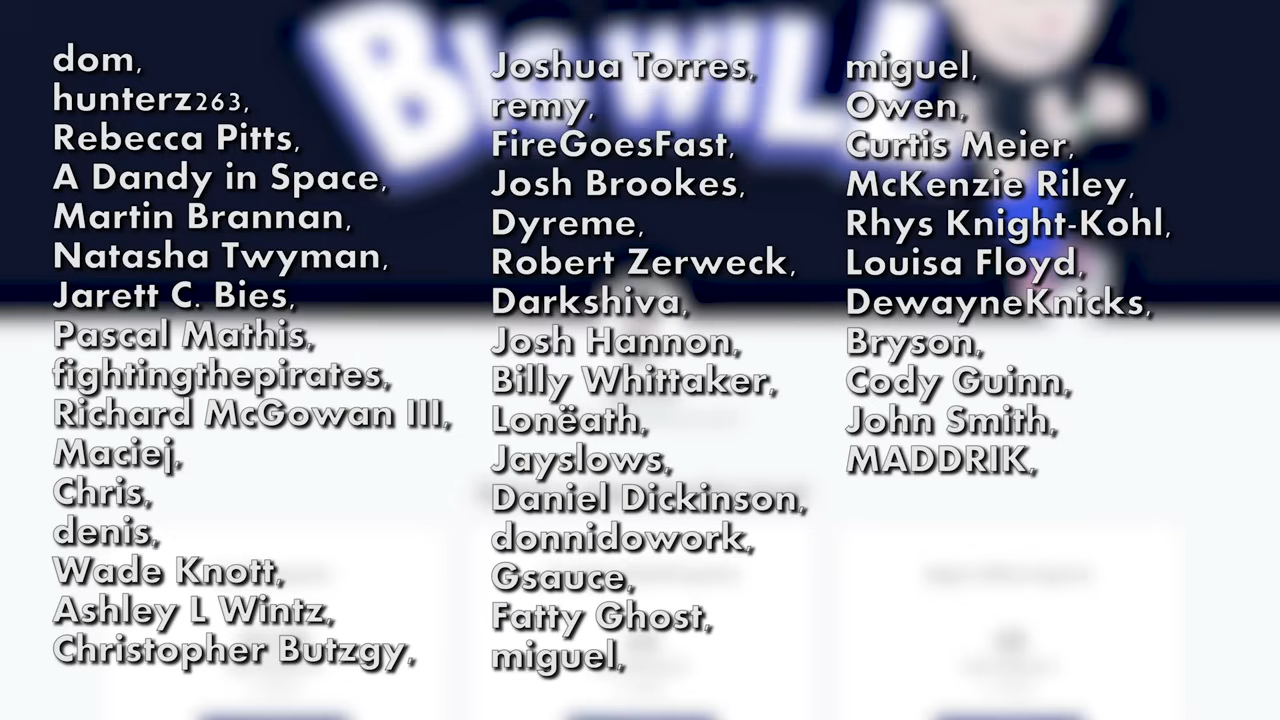 BlewiL!
dom,
hunterz263,
Rebecca Pitts,
A Dandy in Space,
Martin Brannan,
Natasha Twyman,
Jarett C. Bies,
Pascal Mathis,
fightingthepirates,
Richard McGowan III,
Maciej,
Chris,
denis,
Wade Knott,
Ashley L Wintz,
Christopher Butzgy,
Joshua Torres,
remy,
FireGoesFast,
Josh Brookes,
Dyreme,
Robert Zerweck,
Darkshiva,
Josh Hannon,
Billy Whittaker,
Lonëath,
Jayslows,
Daniel Dickinson,
donnidowork,
Gsauce,
Fatty Ghost,
miguel,
miguel,
Owen,
Curtis Meier,
McKenzie Riley,
Rhys Knight-Kohl,
Louisa Floyd,
DewayneKnicks,
Bryson,
Cody Guinn,
John Smith,
MADDRIK,